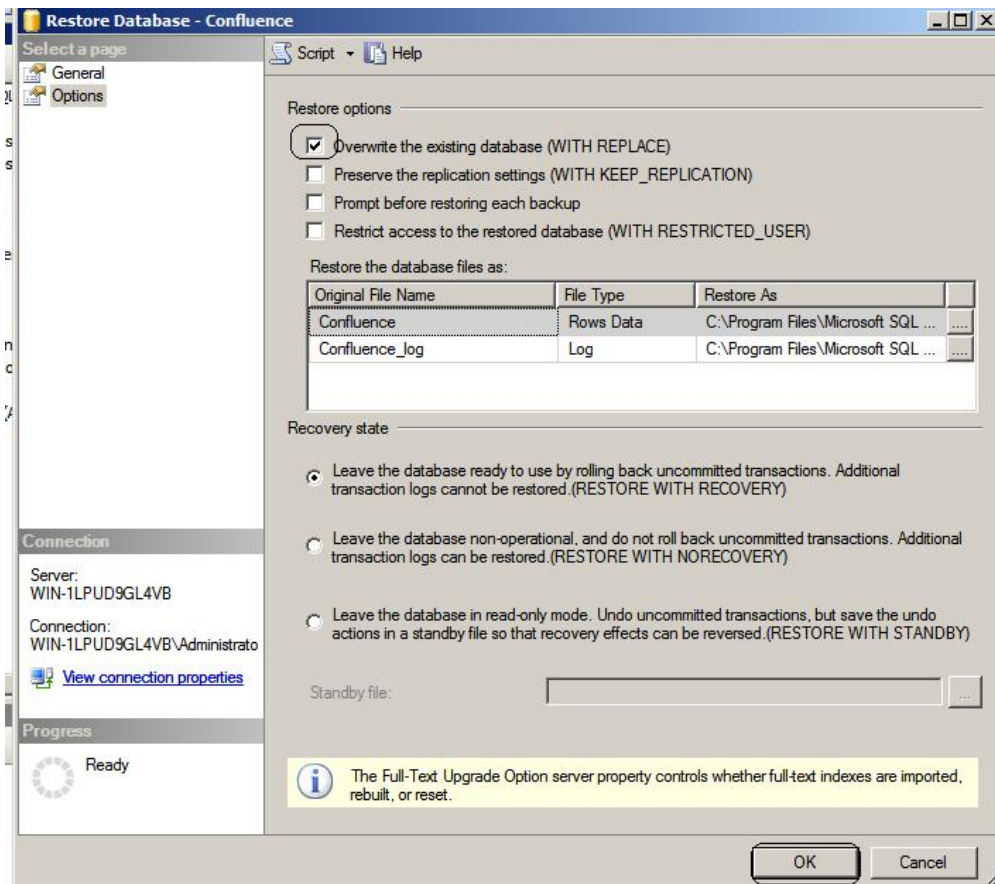 Restore Database - Confluence
Select a page
General
Options
Script
Help
Restore options
Overwrite the existing database (WITH REPLACE)
Preserve the replication settings (WITH KEEP_REPLICATION)
Prompt before restoring each backup
Restrict access to the restored database (WITH RESTRICTED_USER)
Restore the database files as:
Original File Name File Type Restore As
Confluence Rows Data C:\Program Files\Microsoft SQL ... ...
Confluence_log Log C:\Program Files\Microsoft SQL ... ...
Recovery state
Leave the database ready to use by rolling back uncommitted transactions. Additional
transaction logs cannot be restored.(RESTORE WITH RECOVERY)
Leave the database non-operational, and do not roll back uncommitted transactions. Additional
transaction logs can be restored.(RESTORE WITH NORECOVERY)
Leave the database in read-only mode. Undo uncommitted transactions, but save the undo
actions in a standby file so that recovery effects can be reversed.(RESTORE WITH STANDBY)
Standby file: ...
Connection
Server:
WIN-1LPUD9GL4VB
Connection:
WIN-1LPUD9GL4VB\Administrato
View connection properties
Progress
Ready
The Full-Text Upgrade Option server property controls whether full-text indexes are imported,
rebuilt, or reset.
OK Cancel